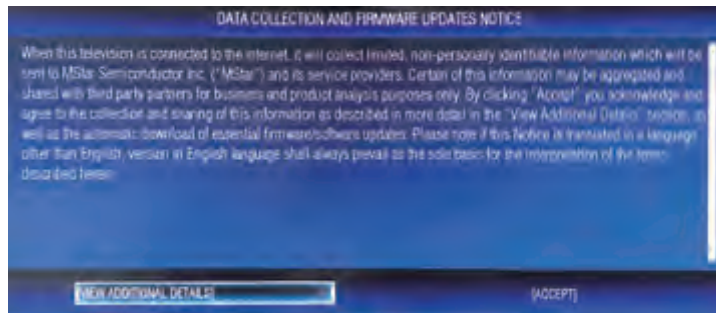 DATA COLLECTION AND FIRMWARE UPDATES NOTICE
When this television is connected to the internet, it will collect limited, non-personally identifiable information which will be
sent to MStar Semiconductor Inc. ("MStar") and its service providers. Certain of this information may be aggregated and
shared with third party partners for business and product analysis purposes only. By clicking "Accept" you acknowledge and
agree to the collection and sharing of this information as described in more detail in the "View Additional Details" section, as
well as the automatic download of essential firmware/software updates. Please note if this Notice is translated in a language
other than English, version in English language shall always prevail as the sole basis for the interpretation of the terms
described herein.
[VIEW ADDITIONAL DETAILS]
[ACCEPT]